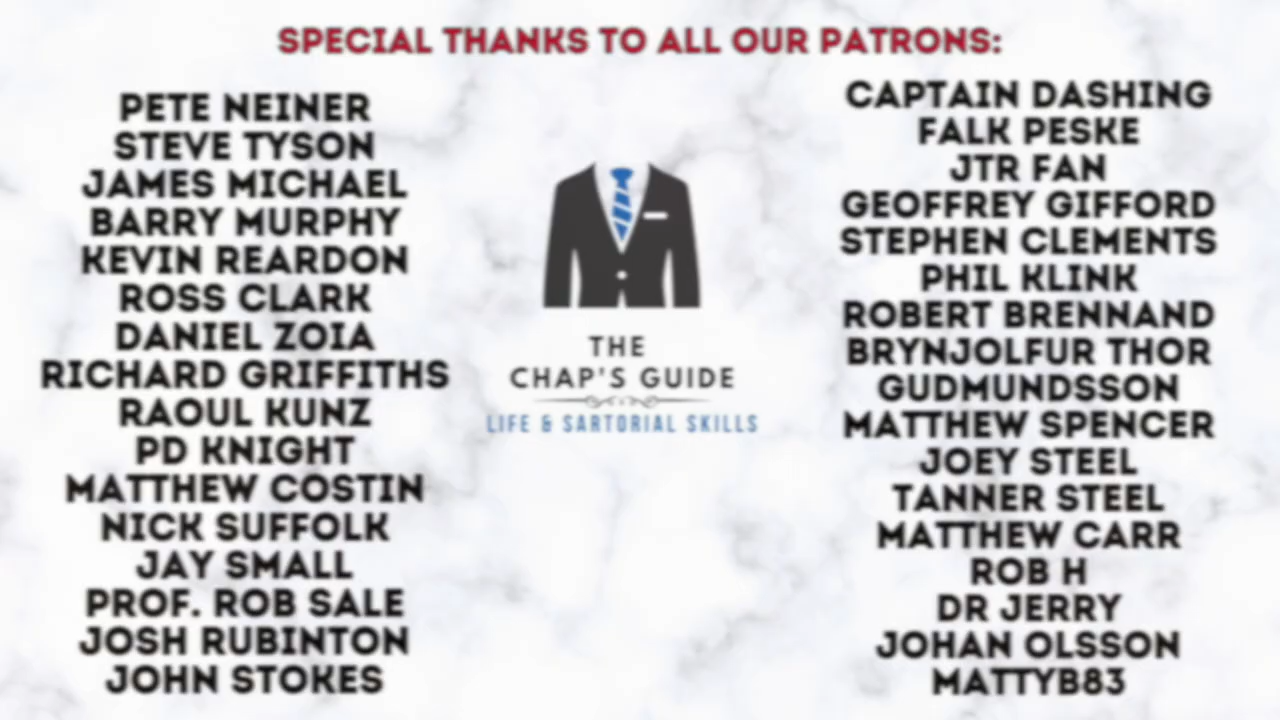 SPECIAL THANKS TO ALL OUR PATRONS:
PETE NEINER
STEVE TYSON
JAMES MICHAEL
BARRY MURPHY
KEVIN REARDON
ROSS CLARK
DANIEL ZOIA
RICHARD GRIFFITHS
RAOUL KUNZ
PD KNIGHT
MATTHEW COSTIN
NICK SUFFOLK
JAY SMALL
PROF. ROB SALE
JOSH RUBINTON
JOHN STOKES
THE
CHAP'S GUIDE
LIFE & SARTORIAL SKILLS
CAPTAIN DASHING
FALK PESKE
JTR FAN
GEOFFREY GIFFORD
STEPHEN CLEMENTS
PHIL KLINK
ROBERT BRENNAND
BRYNJOLFUR THOR
GUDMUNDSSON
MATTHEW SPENCER
JOEY STEEL
TANNER STEEL
MATTHEW CARR
ROB H
DR JERRY
JOHAN OLSSON
MATTYB83